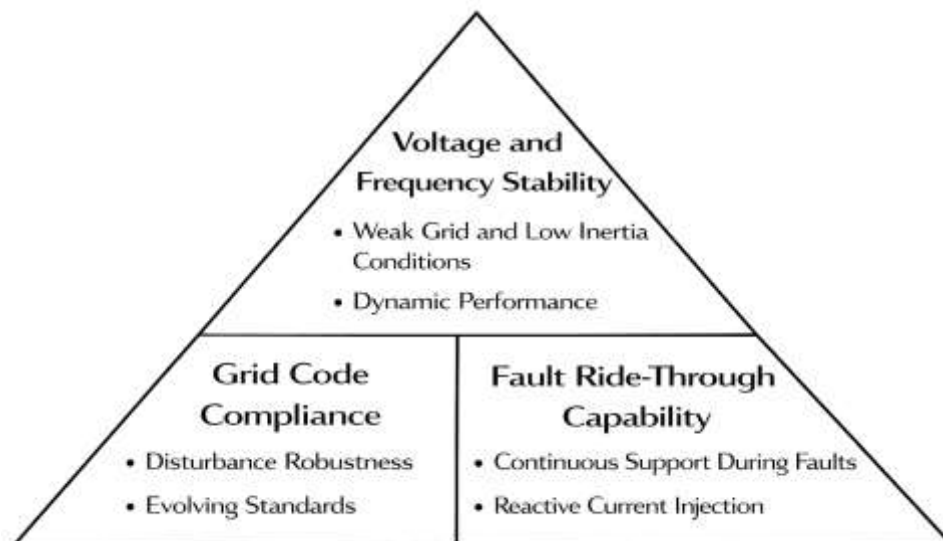 Voltage and
Frequency Stability
• Weak Grid and Low Inertia
Conditions
• Dynamic Performance
Grid Code
Compliance
• Disturbance Robustness
• Evolving Standards
Fault Ride-Through
Capability
• Continuous Support During Faults
• Reactive Current Injection